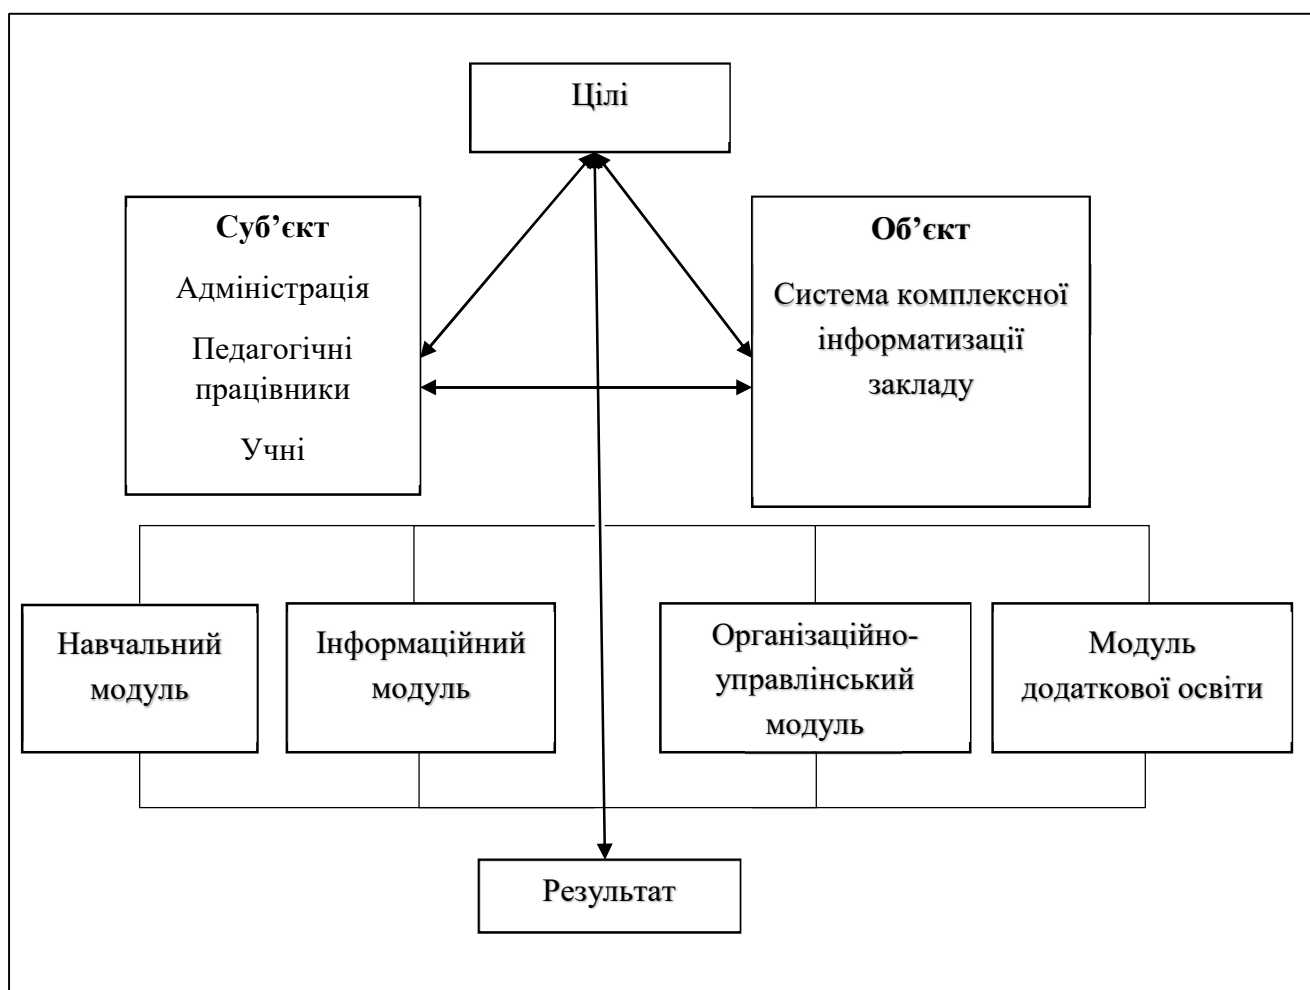 Цілі
Суб’єкт
Адміністрація
Педагогічні
працівники
Учні
Об’єкт
Система комплексної
інформатизації
закладу
Навчальний
модуль
Інформаційний
модуль
Організаційно-
управлінський
модуль
Модуль
додаткової освіти
Результат